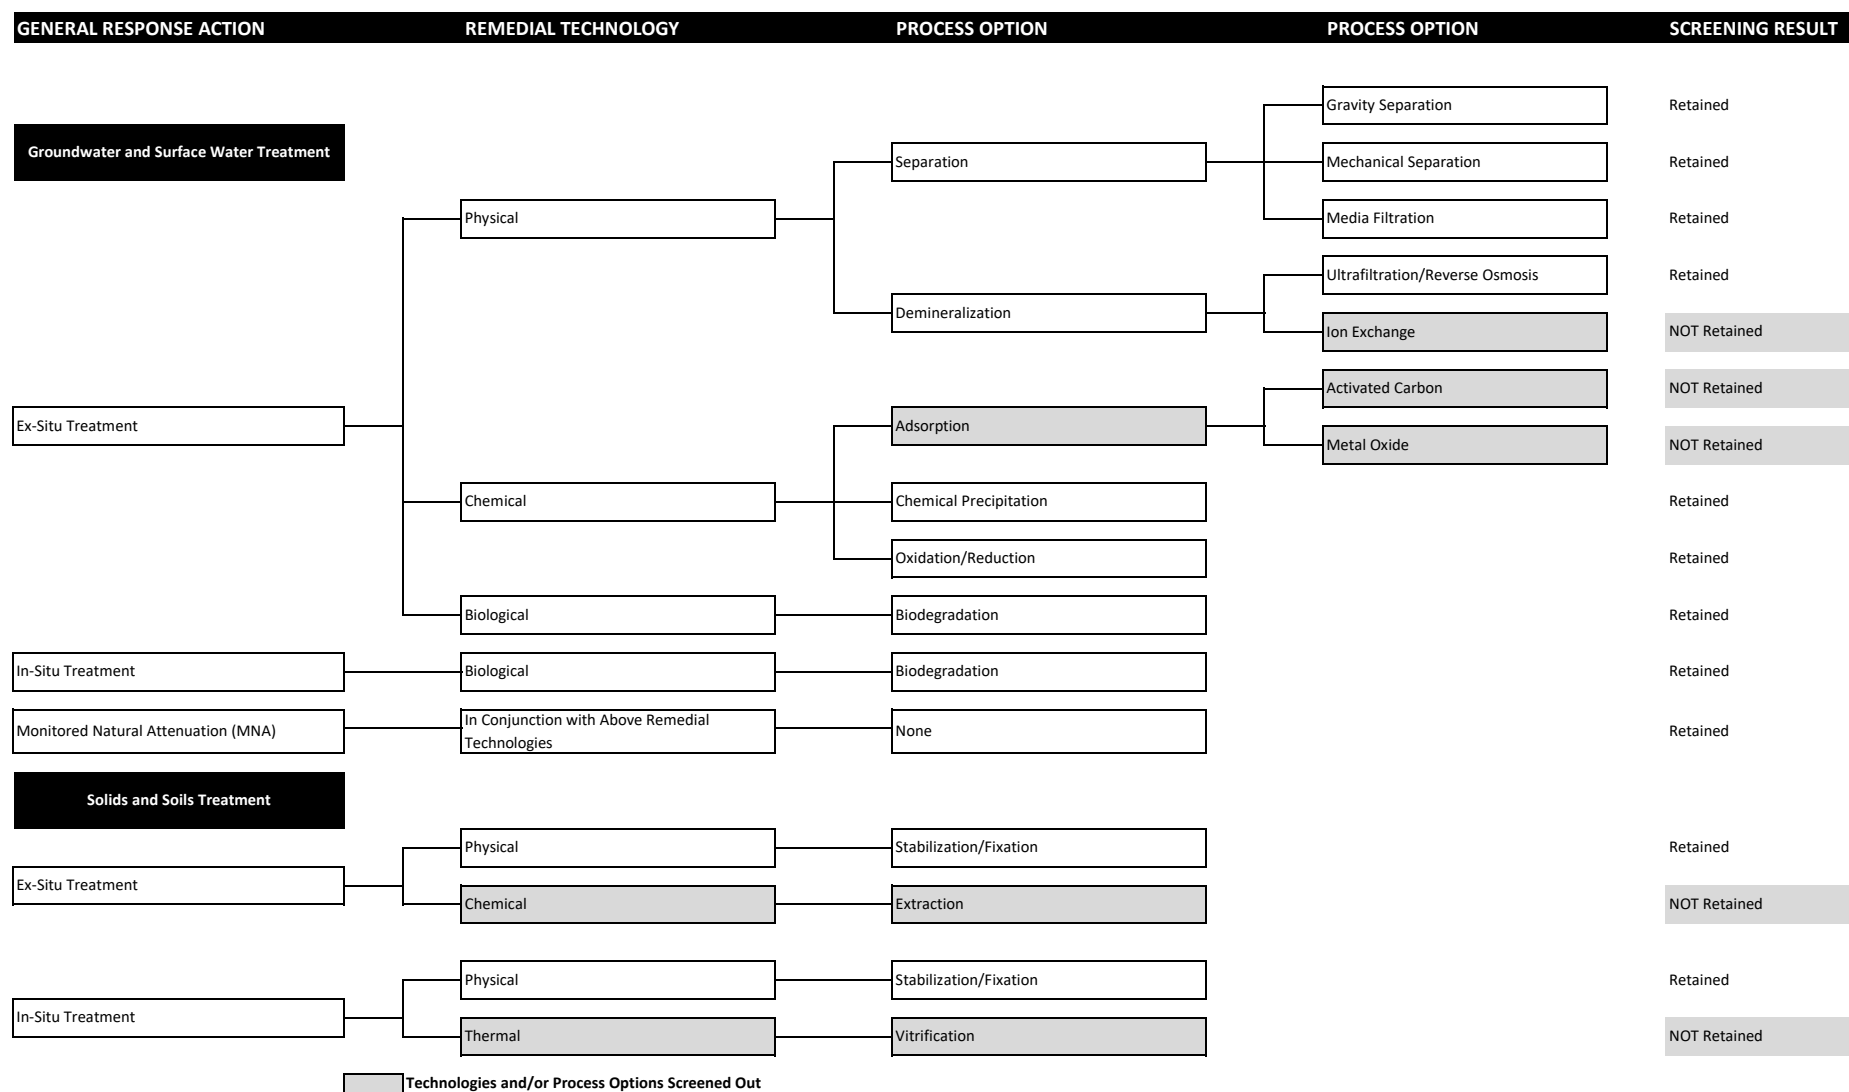 GENERAL RESPONSE ACTION REMEDIAL TECHNOLOGY PROCESS OPTION PROCESS OPTION SCREENING RESULT
Gravity Separation Retained
Groundwater and Surface Water Treatment
Separation Mechanical Separation Retained
Physical Media Filtration Retained
Ultrafiltration/Reverse Osmosis Retained
Demineralization
Ion Exchange NOT Retained
Activated Carbon NOT Retained
Ex-Situ Treatment Adsorption
Metal Oxide NOT Retained
Chemical Chemical Precipitation Retained
Oxidation/Reduction Retained
Biological Biodegradation Retained
In-Situ Treatment Biological Biodegradation Retained
Monitored Natural Attenuation (MNA) In Conjunction with Above Remedial
Technologies None Retained
Solids and Soils Treatment
Physical Stabilization/Fixation Retained
Ex-Situ Treatment
Chemical Extraction NOT Retained
Physical Stabilization/Fixation Retained
In-Situ Treatment
Thermal Vitrification NOT Retained
Technologies and/or Process Options Screened Out